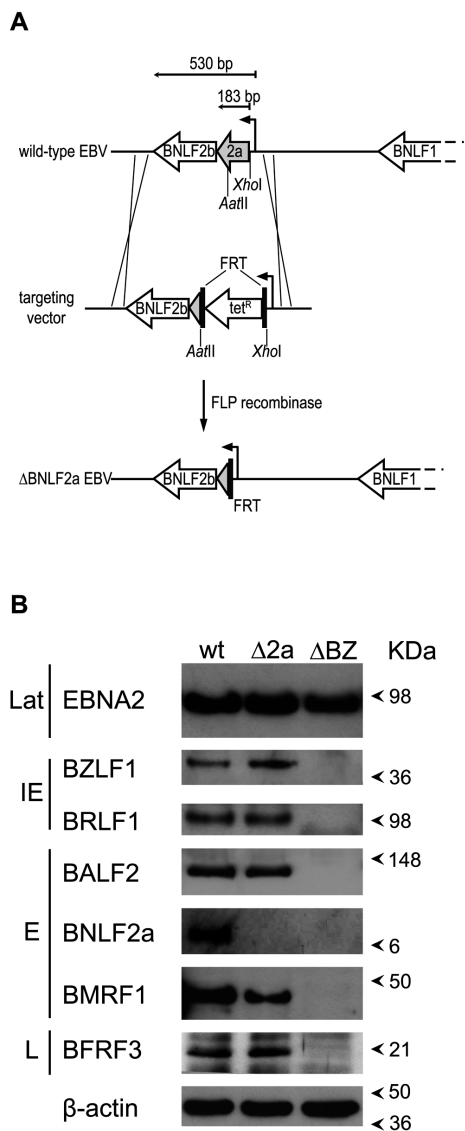 A
530 bp
183 bp
wild-type EBV
BNLF2b
2a
BNLF1
XhoI
AatII
FRT
targeting
vector
BNLF2b
tetR
AatII
XhoI
FLP recombinase
ΔBNLF2a EBV
BNLF2b
BNLF1
FRT
B
wt Δ2a ΔBZ KDa
Lat EBNA2 98
IE BZLF1 36
BRLF1 98
E BALF2 148
BNLF2a 6
BMRF1 50
L BFRF3 21
β-actin 50
36